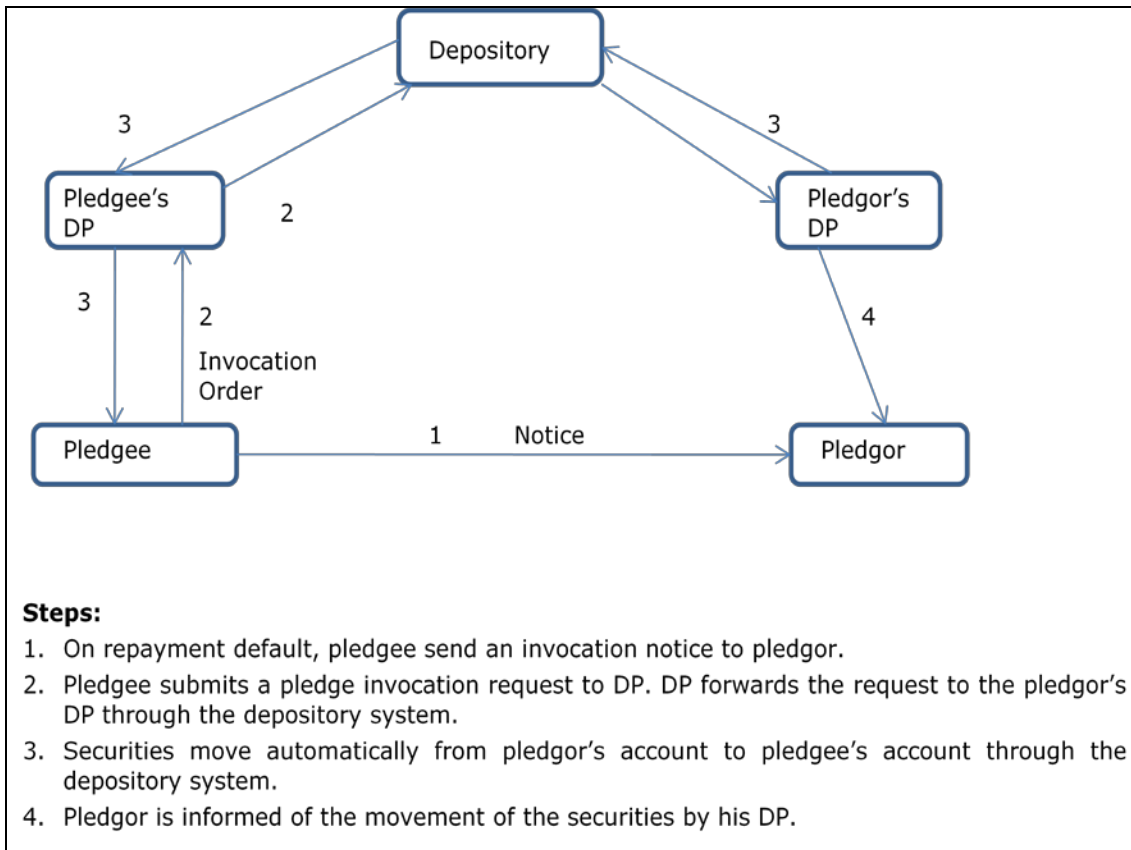 Depository
3
3
Pledgee's
DP
2
Pledgor's
DP
3
2
Invocation
Order
4
Pledgee
1 Notice
Pledgor
Steps:
1. On repayment default, pledgee send an invocation notice to pledgor.
2. Pledgee submits a pledge invocation request to DP. DP forwards the request to the pledgor's
DP through the depository system.
3. Securities move automatically from pledgor's account to pledgee's account through the
depository system.
4. Pledgor is informed of the movement of the securities by his DP.